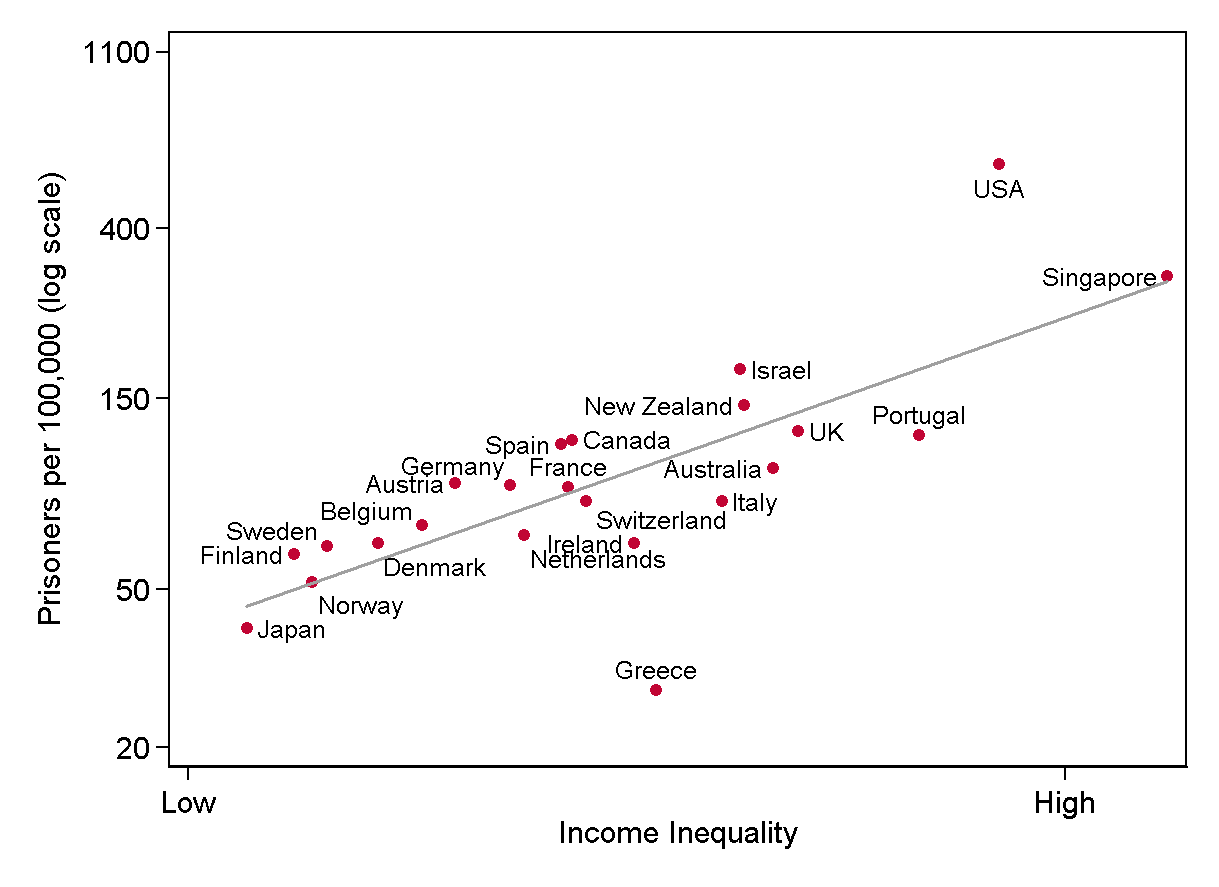 1100
400
150
50
20
Prisoners per 100,000 (log scale)
USA
Singapore
Israel
New Zealand
Portugal
UK
Spain
Canada
Germany
France
Australia
Austria
Italy
Belgium
Switzerland
Sweden
Ireland
Finland
Netherlands
Denmark
Norway
Japan
Greece
Low
High
Income Inequality